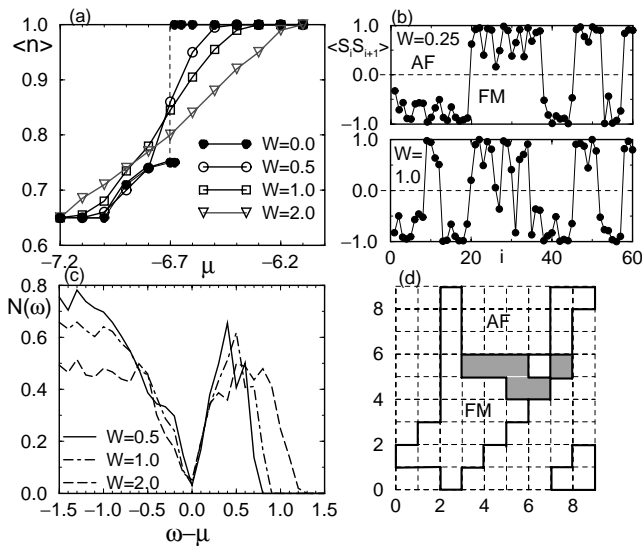 (a)
<n>
1.0
0.9
0.8
0.7
0.6
−7.2
−6.7
−6.2
μ
W=0.0
W=0.5
W=1.0
W=2.0
(b)
<SᵢSᵢ₊₁>
1.0
0.0
−1.0
W=0.25
AF
FM
1.0
0.0
−1.0
W=
1.0
0
10
20
30
40
50
60
i
(c)
N(ω)
0.8
0.6
0.4
0.2
0.0
W=0.5
W=1.0
W=2.0
−1.5
−1.0
−0.5
0.0
0.5
1.0
1.5
ω−μ
(d)
8
6
4
2
0
AF
FM
0
2
4
6
8